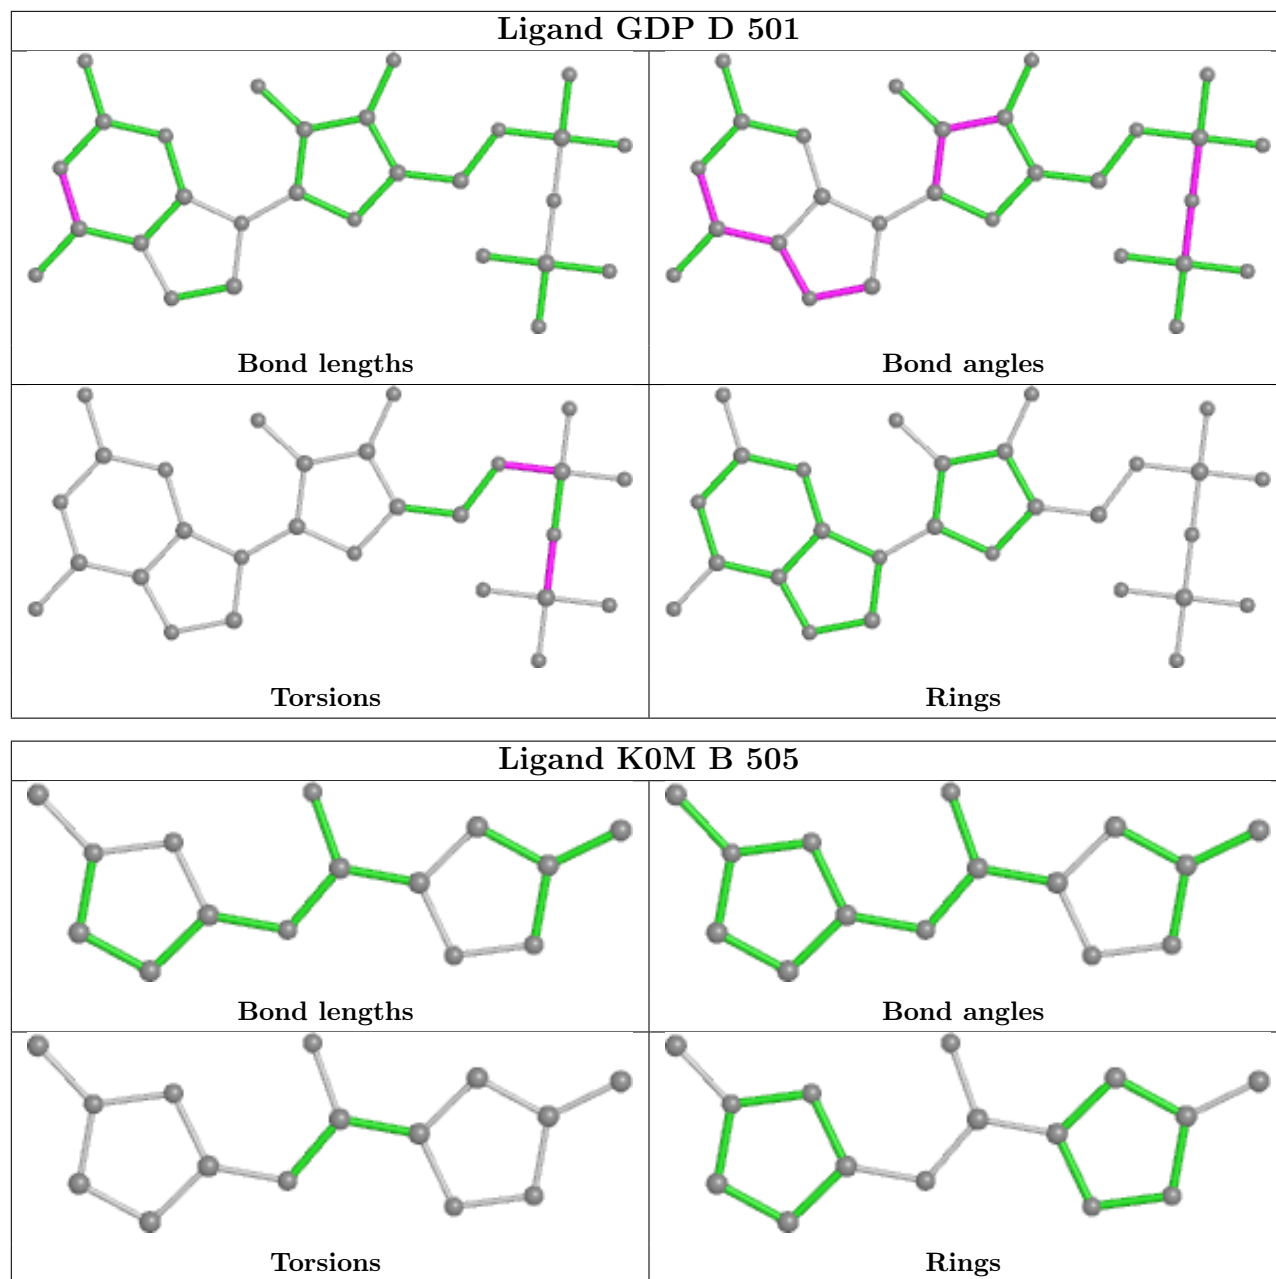 Ligand GDP D 501
Bond lengths
Bond angles
Torsions
Rings
Ligand K0M B 505
Bond lengths
Bond angles
Torsions
Rings